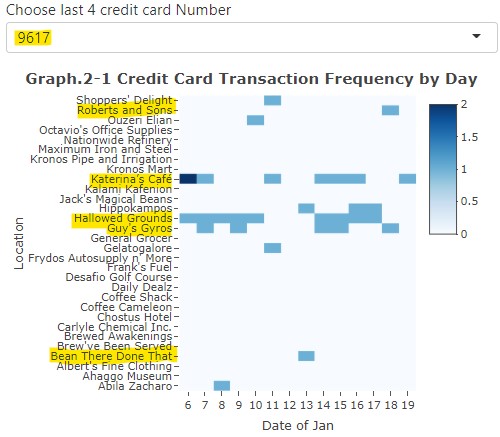 Choose last 4 credit card Number
9617
Graph.2-1 Credit Card Transaction Frequency by Day
Shoppers' Delight
Roberts and Sons
Ouzeri Elian
Octavio's Office Supplies
Nationwide Refinery
Maximum Iron and Steel
Kronos Pipe and Irrigation
Kronos Mart
Katerina's Café
Kalami Kafenion
Jack's Magical Beans
Hippokampos
Hallowed Grounds
Guy's Gyros
General Grocer
Gelatogalore
Frydos Autosupply n' More
Frank's Fuel
Desafio Golf Course
Daily Dealz
Coffee Shack
Coffee Cameleon
Chostus Hotel
Carlyle Chemical Inc.
Brewed Awakenings
Brew've Been Served
Bean There Done That
Albert's Fine Clothing
Ahaggo Museum
Abila Zacharo
Location
6 7 8 9 10 11 12 13 14 15 16 17 18 19
Date of Jan
2
1.5
1
0.5
0